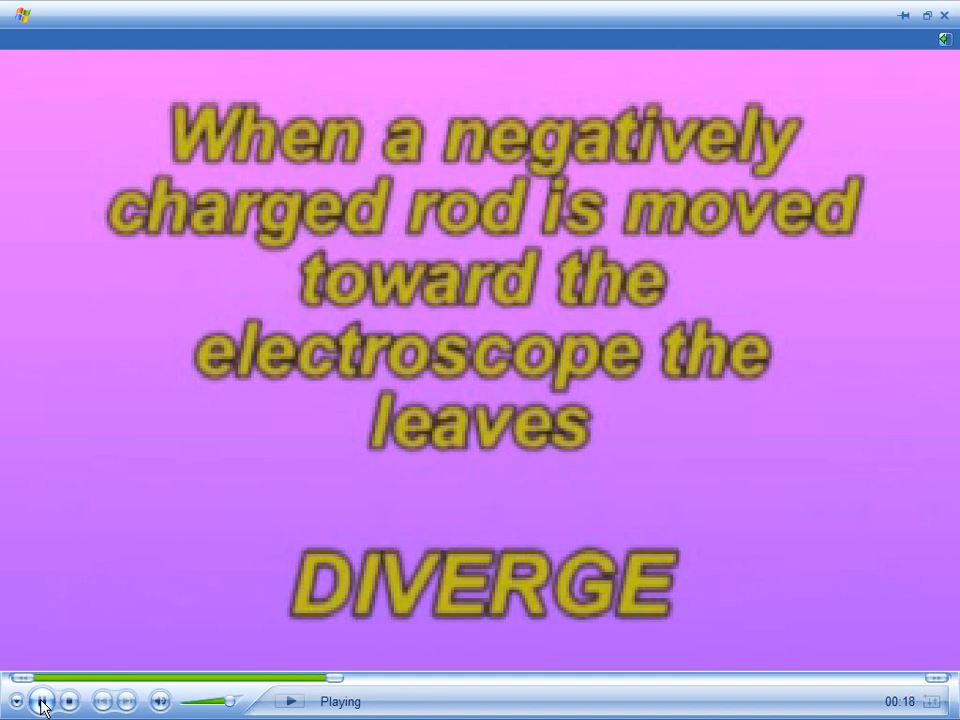 When a negatively
charged rod is moved
toward the
electroscope the
leaves
DIVERGE
Playing
00:18